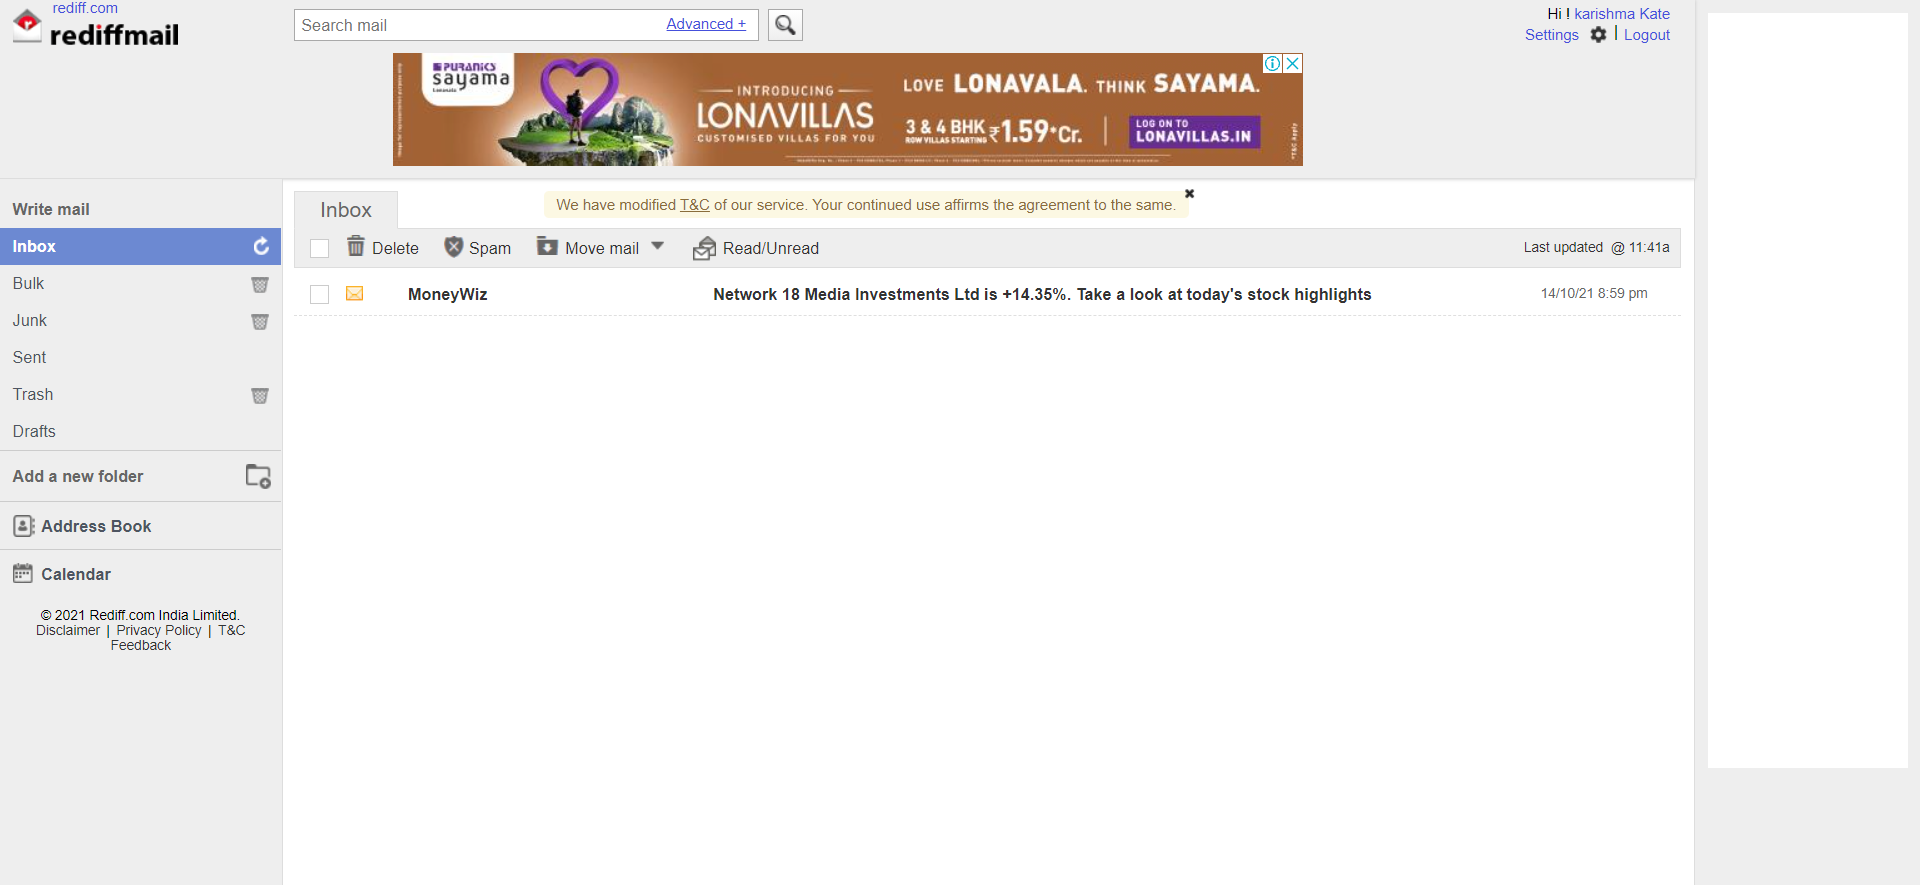 rediff.com
rediffmail
Search mail
Advanced +
Hi ! karishma Kate
Settings | Logout
PURANICS
sayama
Lonavala
INTRODUCING
LONAVILLAS
CUSTOMISED VILLAS FOR YOU
LOVE LONAVALA. THINK SAYAMA.
3 & 4 BHK
ROW VILLAS STARTING
₹1.59*Cr.
LOG ON TO
LONAVILLAS.IN
*T&C Apply
Write mail
Inbox
Bulk
Junk
Sent
Trash
Drafts
Add a new folder
Address Book
Calendar
© 2021 Rediff.com India Limited.
Disclaimer | Privacy Policy | T&C
Feedback
Inbox
We have modified T&C of our service. Your continued use affirms the agreement to the same.
Delete
Spam
Move mail
Read/Unread
Last updated @ 11:41a
MoneyWiz
Network 18 Media Investments Ltd is +14.35%. Take a look at today's stock highlights
14/10/21 8:59 pm